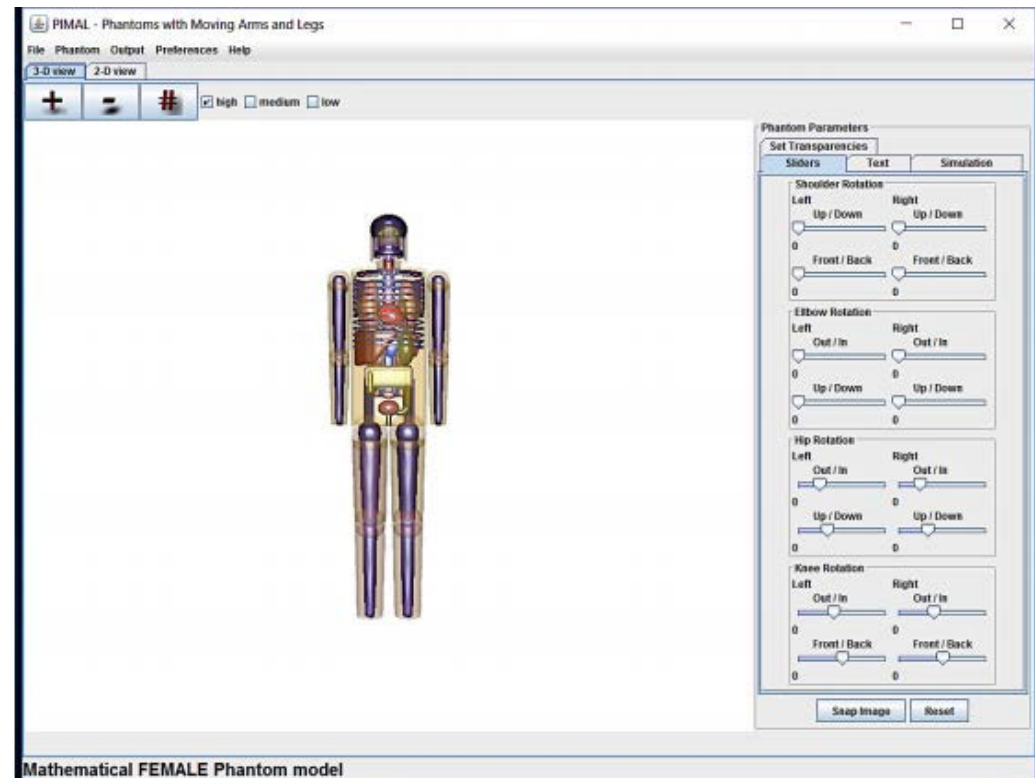 PIMAL - Phantoms with Moving Arms and Legs
File Phantom Output Preferences Help
3-D view 2-D view
+ - # high medium low
Phantom Parameters
Set Transparencies
Sliders Text Simulation
Shoulder Rotation
Left Right
Up / Down Up / Down
0 0
Front / Back Front / Back
0 0
Elbow Rotation
Left Right
Out / In Out / In
0 0
Up / Down Up / Down
0 0
Hip Rotation
Left Right
Out / In Out / In
0 0
Up / Down Up / Down
0 0
Knee Rotation
Left Right
Out / In Out / In
0 0
Front / Back Front / Back
0 0
Snap Image Reset
Mathematical FEMALE Phantom model